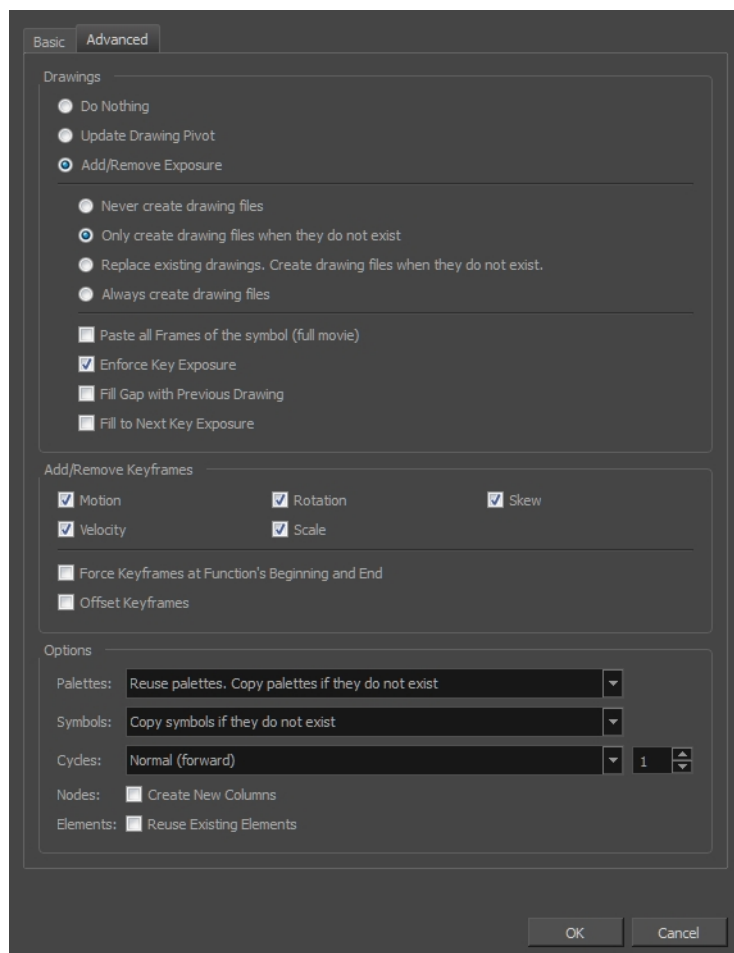 Basic Advanced
Drawings
Do Nothing
Update Drawing Pivot
Add/Remove Exposure
Never create drawing files
Only create drawing files when they do not exist
Replace existing drawings. Create drawing files when they do not exist.
Always create drawing files
Paste all Frames of the symbol (full movie)
Enforce Key Exposure
Fill Gap with Previous Drawing
Fill to Next Key Exposure
Add/Remove Keyframes
Motion Rotation Skew
Velocity Scale
Force Keyframes at Function's Beginning and End
Offset Keyframes
Options
Palettes: Reuse palettes. Copy palettes if they do not exist
Symbols: Copy symbols if they do not exist
Cycles: Normal (forward) 1
Nodes: Create New Columns
Elements: Reuse Existing Elements
OK Cancel